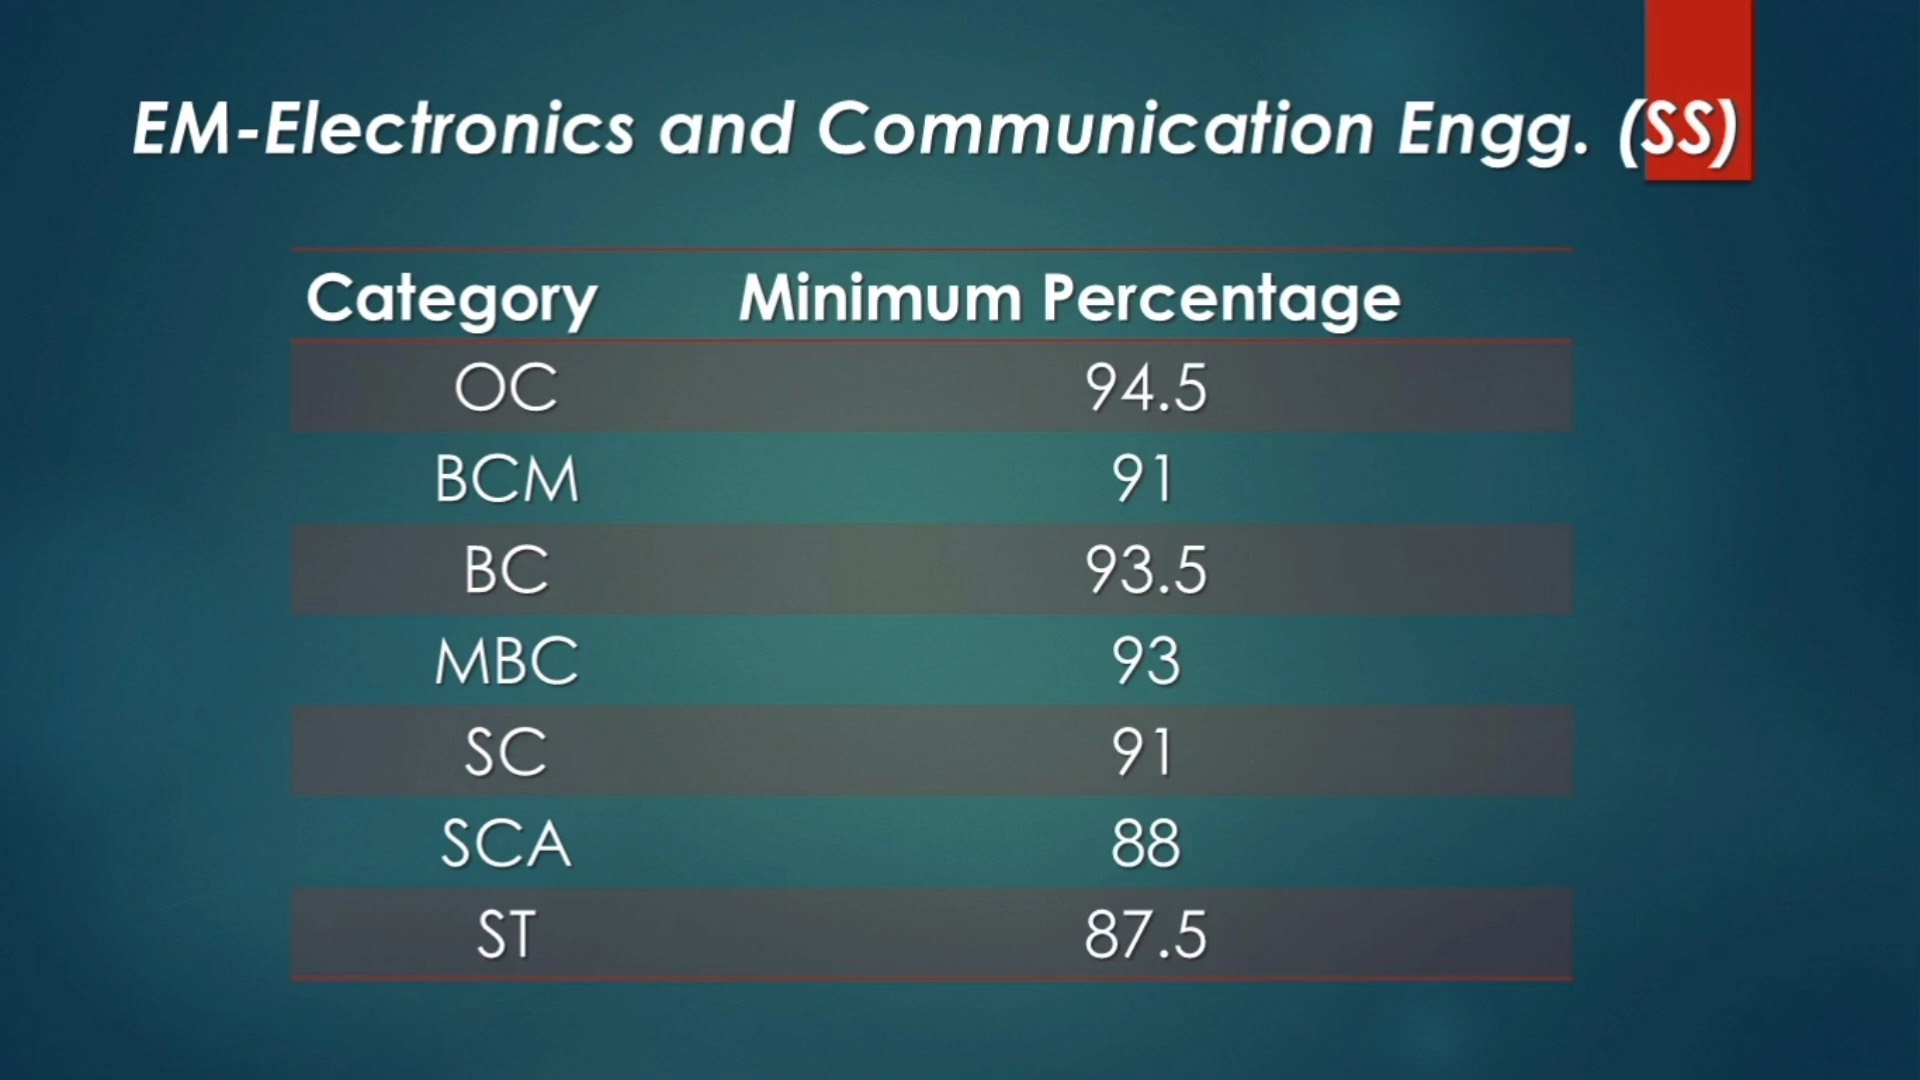 EM-Electronics and Communication Engg. (SS)
Category Minimum Percentage
OC 94.5
BCM 91
BC 93.5
MBC 93
SC 91
SCA 88
ST 87.5